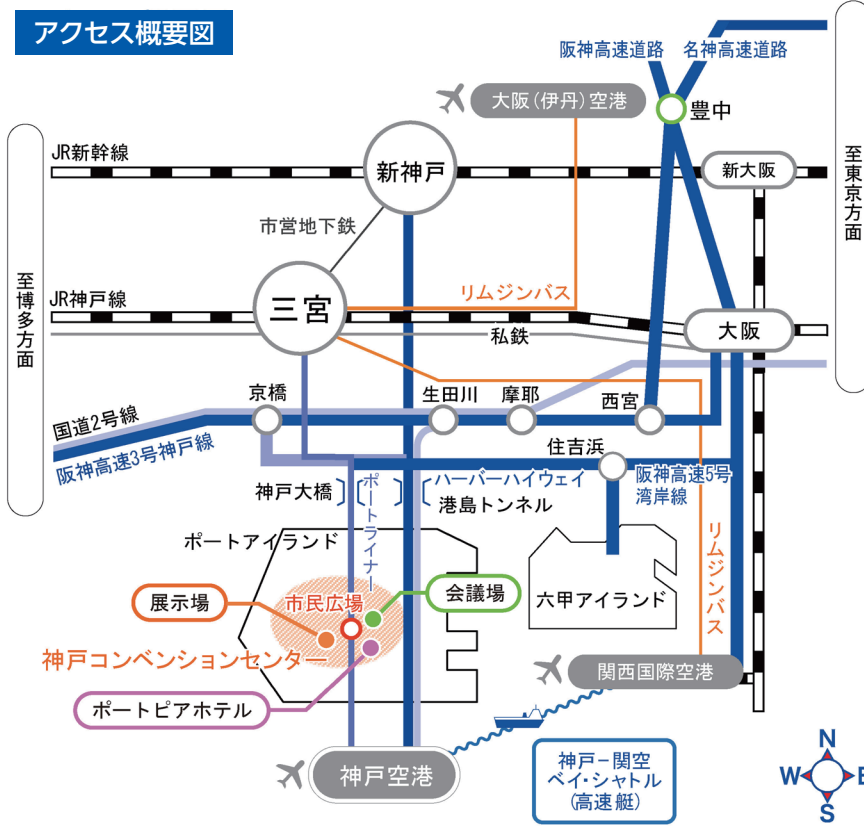 アクセス概要図
阪神高速道路
名神高速道路
大阪(伊丹)空港
豊中
至東京方面
JR新幹線
新神戸
新大阪
市営地下鉄
至博多方面
JR神戸線
三宮
リムジンバス
私鉄
大阪
京橋
生田川
摩耶
西宮
国道2号線
阪神高速3号神戸線
住吉浜
神戸大橋
ポートライナー
ハーバーハイウェイ
港島トンネル
阪神高速5号
湾岸線
リムジンバス
ポートアイランド
六甲アイランド
展示場
市民広場
会議場
神戸コンベンションセンター
ポートピアホテル
関西国際空港
神戸空港
神戸-関空
ベイ・シャトル
(高速艇)
N
W
E
S